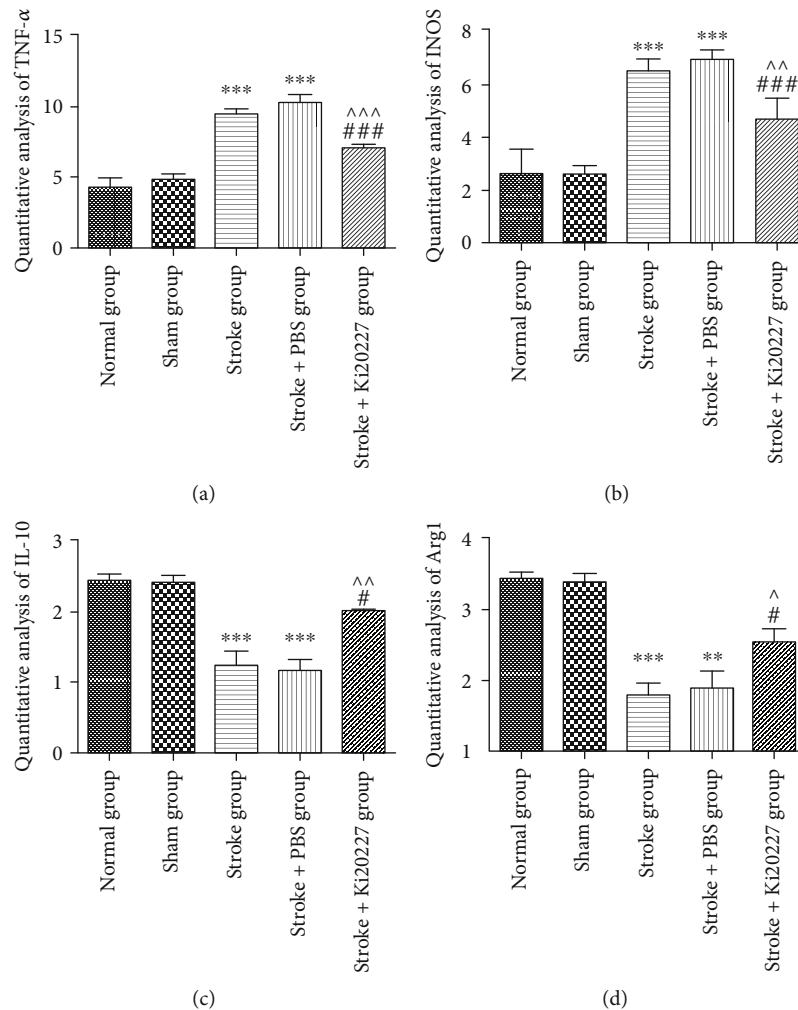 Quantitative analysis of TNF-α
15
10
5
0
***
***
^^^
###
Normal group
Sham group
Stroke group
Stroke + PBS group
Stroke + Ki20227 group
(a)
Quantitative analysis of INOS
8
6
4
2
0
***
***
^^
###
Normal group
Sham group
Stroke group
Stroke + PBS group
Stroke + Ki20227 group
(b)
Quantitative analysis of IL-10
3
2
1
0
***
***
^^
#
Normal group
Sham group
Stroke group
Stroke + PBS group
Stroke + Ki20227 group
(c)
Quantitative analysis of Arg1
4
3
2
1
***
**
^
#
Normal group
Sham group
Stroke group
Stroke + PBS group
Stroke + Ki20227 group
(d)